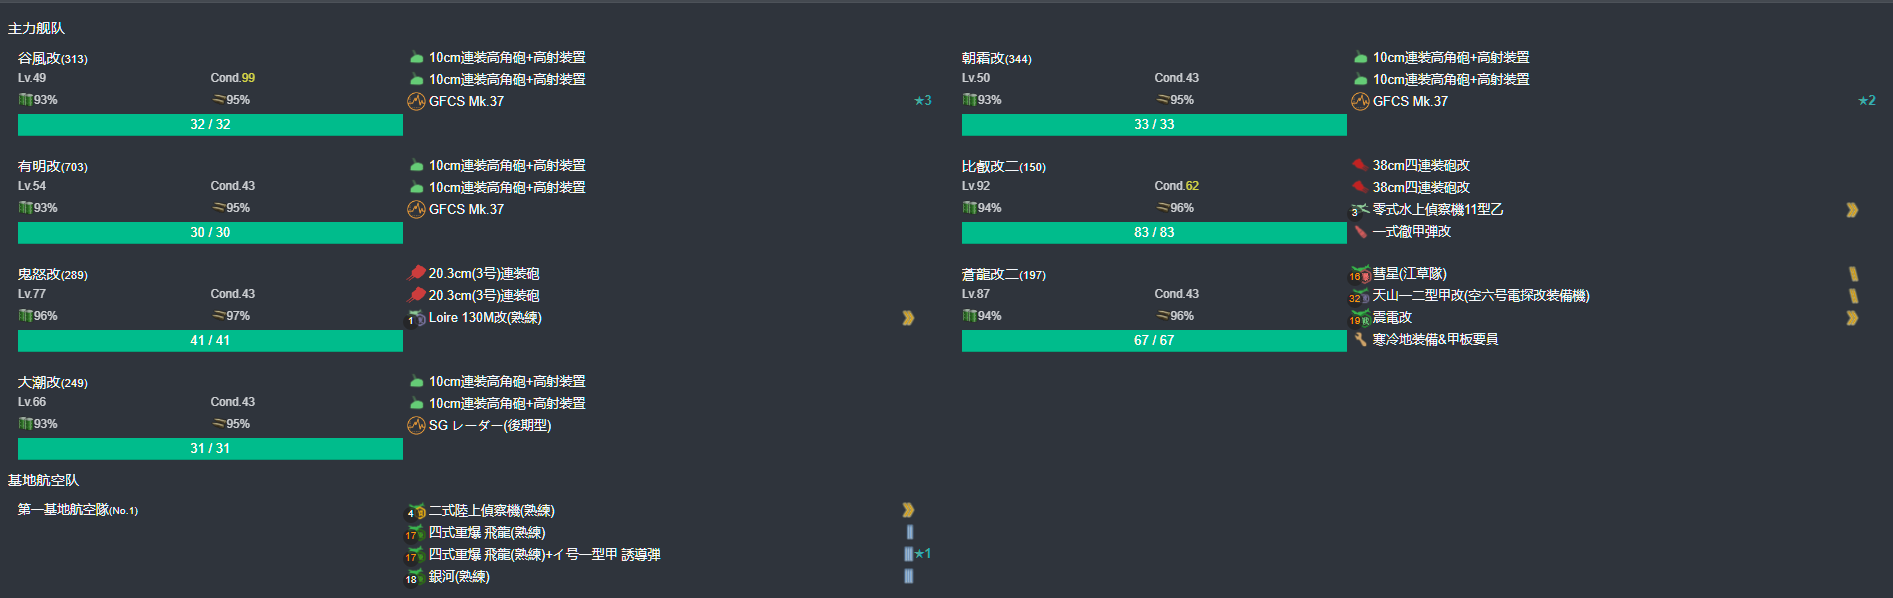 主力舰队
谷風改(313)
Lv.49 Cond.99
93% 95%
32 / 32
10cm連装高角砲+高射装置
10cm連装高角砲+高射装置
GFCS Mk.37 ★3
朝霜改(344)
Lv.50 Cond.43
93% 95%
33 / 33
10cm連装高角砲+高射装置
10cm連装高角砲+高射装置
GFCS Mk.37 ★2
有明改(703)
Lv.54 Cond.43
93% 95%
30 / 30
10cm連装高角砲+高射装置
10cm連装高角砲+高射装置
GFCS Mk.37
比叡改二(150)
Lv.92 Cond.62
94% 96%
83 / 83
38cm四連装砲改
38cm四連装砲改
3 零式水上偵察機11型乙
一式徹甲弾改
鬼怒改(289)
Lv.77 Cond.43
96% 97%
41 / 41
20.3cm(3号)連装砲
20.3cm(3号)連装砲
1 Loire 130M改(熟練)
蒼龍改二(197)
Lv.87 Cond.43
94% 96%
67 / 67
16 彗星(江草隊)
32 天山一二型甲改(空六号電探改装備機)
19 震電改
寒冷地装備&甲板要員
大潮改(249)
Lv.66 Cond.43
93% 95%
31 / 31
10cm連装高角砲+高射装置
10cm連装高角砲+高射装置
SG レーダー(後期型)
基地航空队
第一基地航空隊(No.1)
4 二式陸上偵察機(熟練)
17 四式重爆 飛龍(熟練)
17 四式重爆 飛龍(熟練)+イ号一型甲 誘導弾 ★1
18 銀河(熟練)